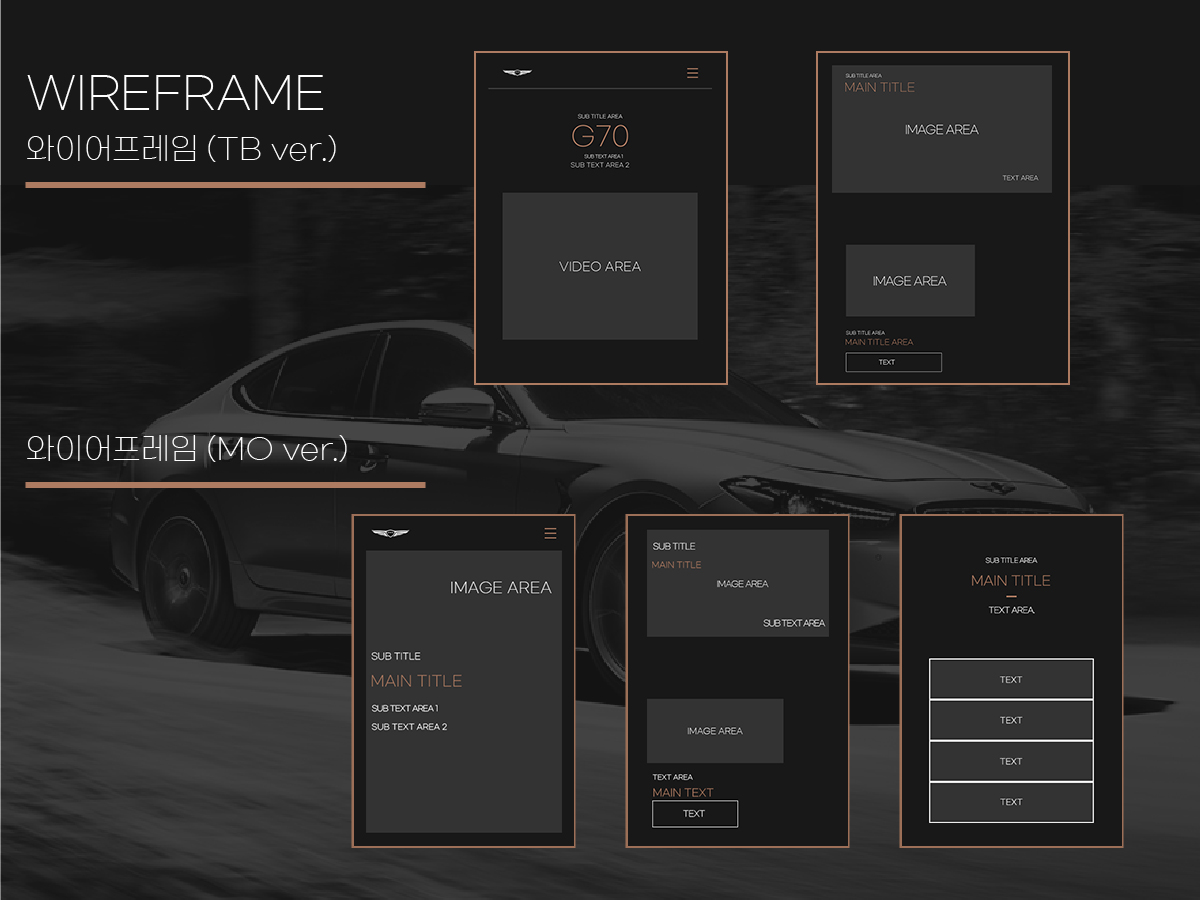 WIREFRAME
와이어프레임 (TB ver.)
SUB TITLE AREA
G70
SUB TEXT AREA 1
SUB TEXT AREA 2
VIDEO AREA
SUB TITLE AREA
MAIN TITLE
IMAGE AREA
TEXT AREA
IMAGE AREA
SUB TITLE AREA
MAIN TITLE AREA
TEXT
와이어프레임 (MO ver.)
IMAGE AREA
SUB TITLE
MAIN TITLE
SUB TEXT AREA 1
SUB TEXT AREA 2
SUB TITLE
MAIN TITLE
IMAGE AREA
SUB TEXT AREA
IMAGE AREA
TEXT AREA
MAIN TEXT
TEXT
SUB TITLE AREA
MAIN TITLE
TEXT AREA.
TEXT
TEXT
TEXT
TEXT